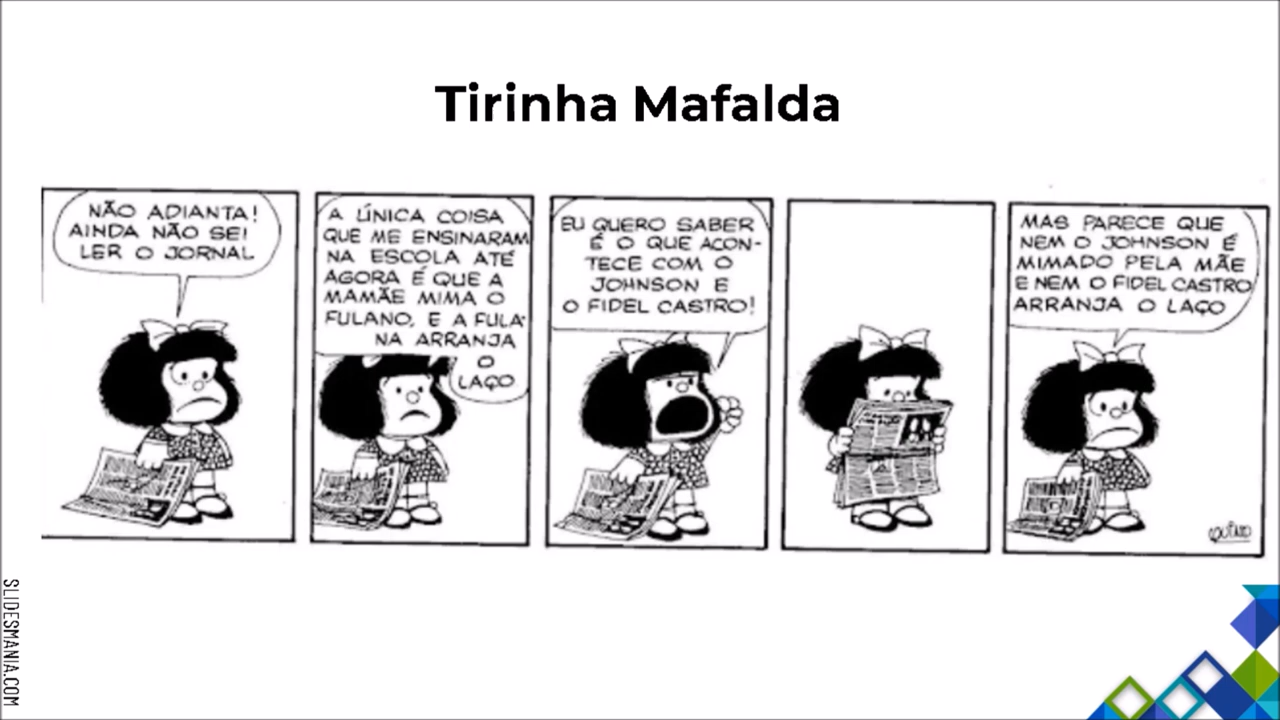 Tirinha Mafalda
NÃO ADIANTA!
AINDA NÃO SEI
LER O JORNAL
A ÚNICA COISA
QUE ME ENSINARAM
NA ESCOLA ATÉ
AGORA É QUE A
MAMÃE MIMA O
FULANO, E A FULA-
NA ARRANJA
O
LAÇO
EU QUERO SABER
É O QUE ACON-
TECE COM O
JOHNSON E
O FIDEL CASTRO!
MAS PARECE QUE
NEM O JOHNSON É
MIMADO PELA MÃE
E NEM O FIDEL CASTRO
ARRANJA O LAÇO
QUINO
SLIDESMANIA.COM